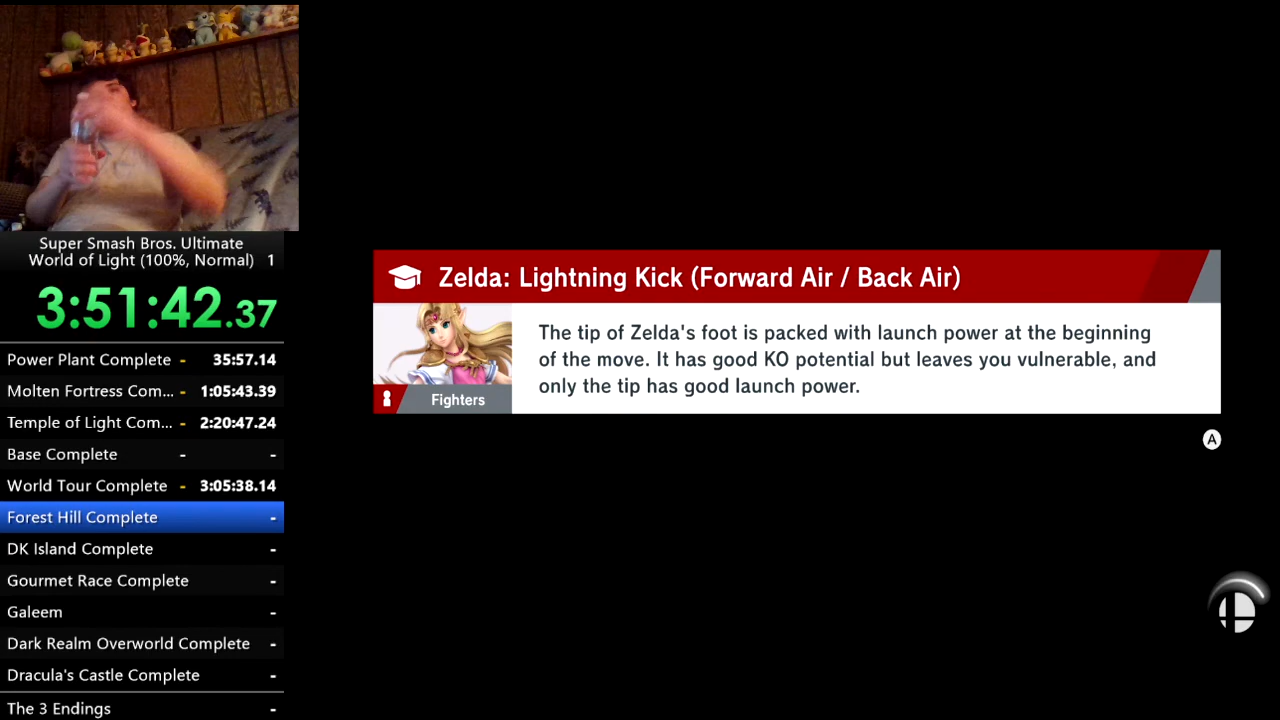 Super Smash Bros. Ultimate
World of Light (100%, Normal) 1
3:51:42.37
Power Plant Complete - 35:57.14
Molten Fortress Com... - 1:05:43.39
Temple of Light Com... - 2:20:47.24
Base Complete - -
World Tour Complete - 3:05:38.14
Forest Hill Complete -
DK Island Complete -
Gourmet Race Complete -
Galeem -
Dark Realm Overworld Complete -
Dracula's Castle Complete -
The 3 Endings -
Zelda: Lightning Kick (Forward Air / Back Air)
The tip of Zelda's foot is packed with launch power at the beginning
of the move. It has good KO potential but leaves you vulnerable, and
only the tip has good launch power.
Fighters
A